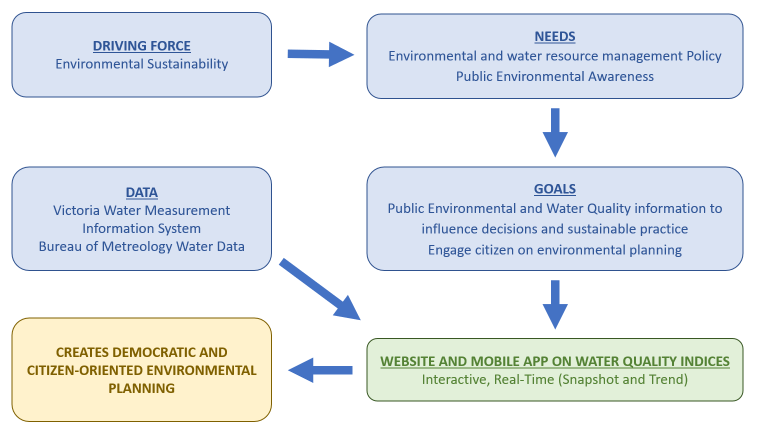 DRIVING FORCE
Environmental Sustainability
NEEDS
Environmental and water resource management Policy
Public Environmental Awareness
DATA
Victoria Water Measurement
Information System
Bureau of Metreology Water Data
GOALS
Public Environmental and Water Quality information to
influence decisions and sustainable practice
Engage citizen on environmental planning
CREATES DEMOCRATIC AND
CITIZEN-ORIENTED ENVIRONMENTAL
PLANNING
WEBSITE AND MOBILE APP ON WATER QUALITY INDICES
Interactive, Real-Time (Snapshot and Trend)